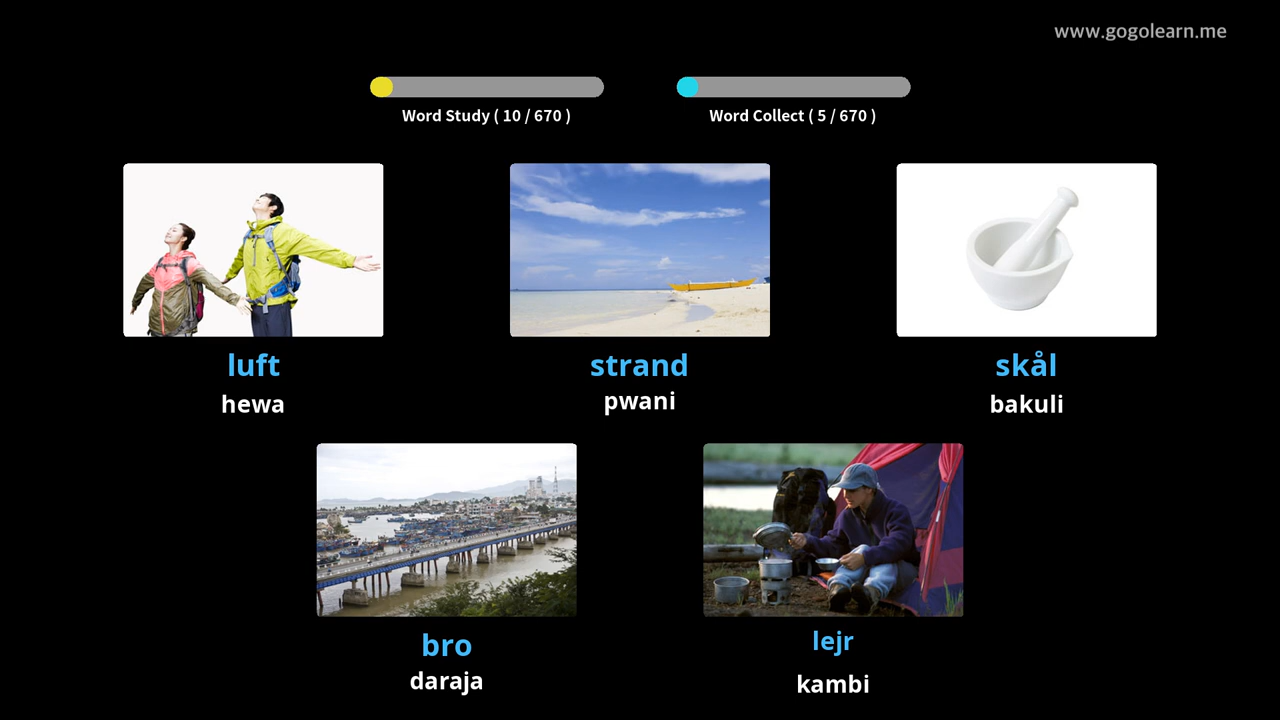 www.gogolearn.me
Word Study ( 10 / 670 )
Word Collect ( 5 / 670 )
luft
hewa
strand
pwani
skål
bakuli
bro
daraja
lejr
kambi